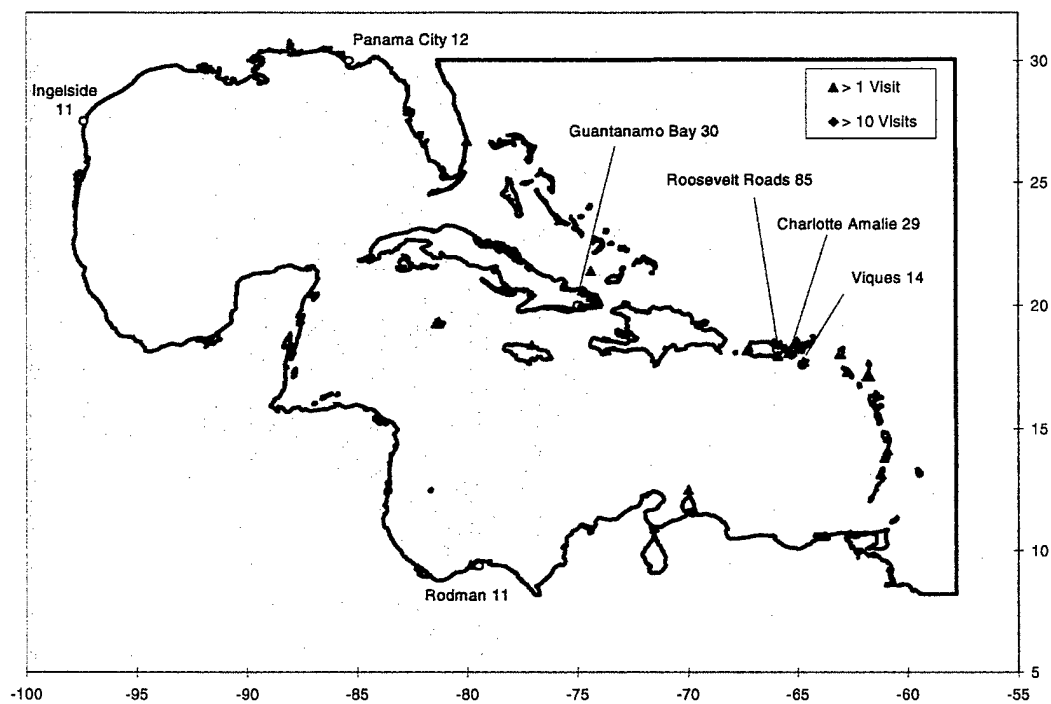 Panama City 12
Ingelside
11
> 1 Visit
> 10 Visits
Guantanamo Bay 30
Roosevelt Roads 85
Charlotte Amalie 29
Viques 14
Rodman 11
30
25
20
15
10
5
-100
-95
-90
-85
-80
-75
-70
-65
-60
-55